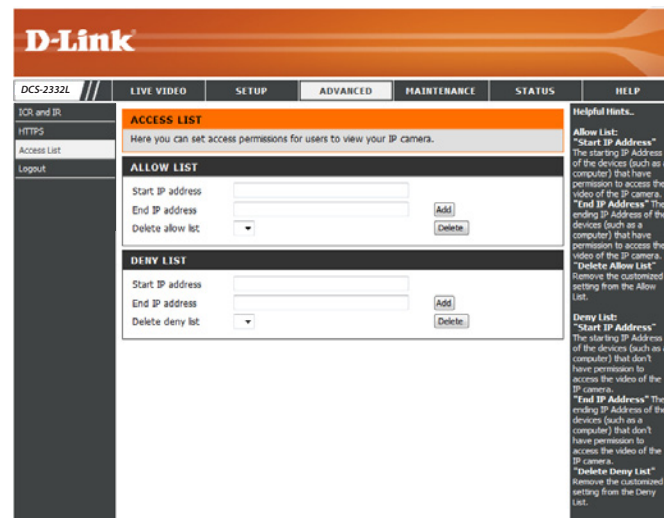 D-Link
DCS-2332L
LIVE VIDEO
SETUP
ADVANCED
MAINTENANCE
STATUS
HELP
ICR and IR
HTTPS
Access List
Logout
ACCESS LIST
Here you can set access permissions for users to view your IP camera.
ALLOW LIST
Start IP address
End IP address
Add
Delete allow list
Delete
DENY LIST
Start IP address
End IP address
Add
Delete deny list
Delete
Helpful Hints..
Allow List:
"Start IP Address"
The starting IP Address
of the devices (such as a
computer) that have
permission to access the
video of the IP camera.
"End IP Address" The
ending IP Address of the
devices (such as a
computer) that have
permission to access the
video of the IP camera.
"Delete Allow List"
Remove the customized
setting from the Allow
List.
Deny List:
"Start IP Address"
The starting IP Address
of the devices (such as a
computer) that don't
have permission to
access the video of the
IP camera.
"End IP Address" The
ending IP Address of the
devices (such as a
computer) that don't
have permission to
access the video of the
IP camera.
"Delete Deny List"
Remove the customized
setting from the Deny
List.